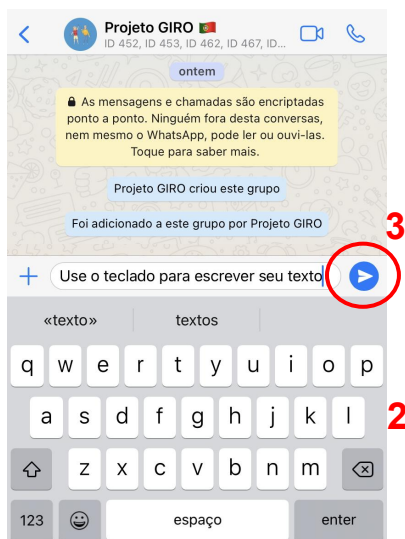 Projeto GIRO 🇵🇹
ID 452, ID 453, ID 462, ID 467, ID...
ontem
🔒 As mensagens e chamadas são encriptadas
ponto a ponto. Ninguém fora desta conversas,
nem mesmo o WhatsApp, pode ler ou ouvi-las.
Toque para saber mais.
Projeto GIRO criou este grupo
Foi adicionado a este grupo por Projeto GIRO
3
Use o teclado para escrever seu texto
«texto» textos
q w e r t y u i o p
a s d f g h j k l
2
z x c v b n m
123 espaço enter